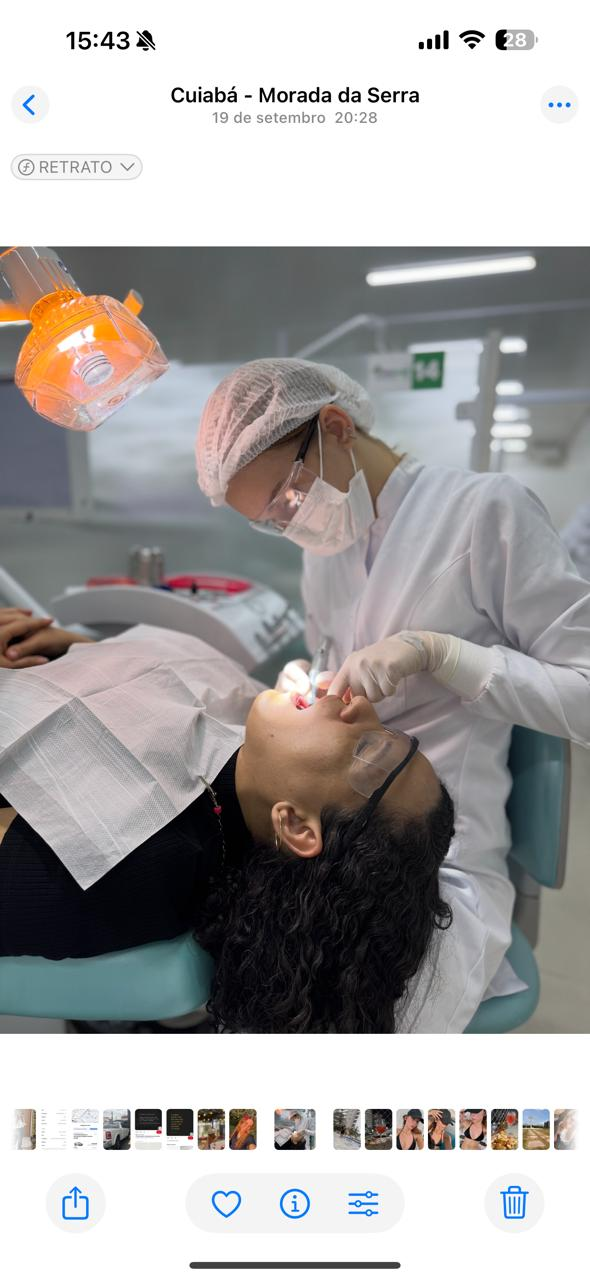 15:43
28
Cuiabá - Morada da Serra
19 de setembro 20:28
RETRATO
14